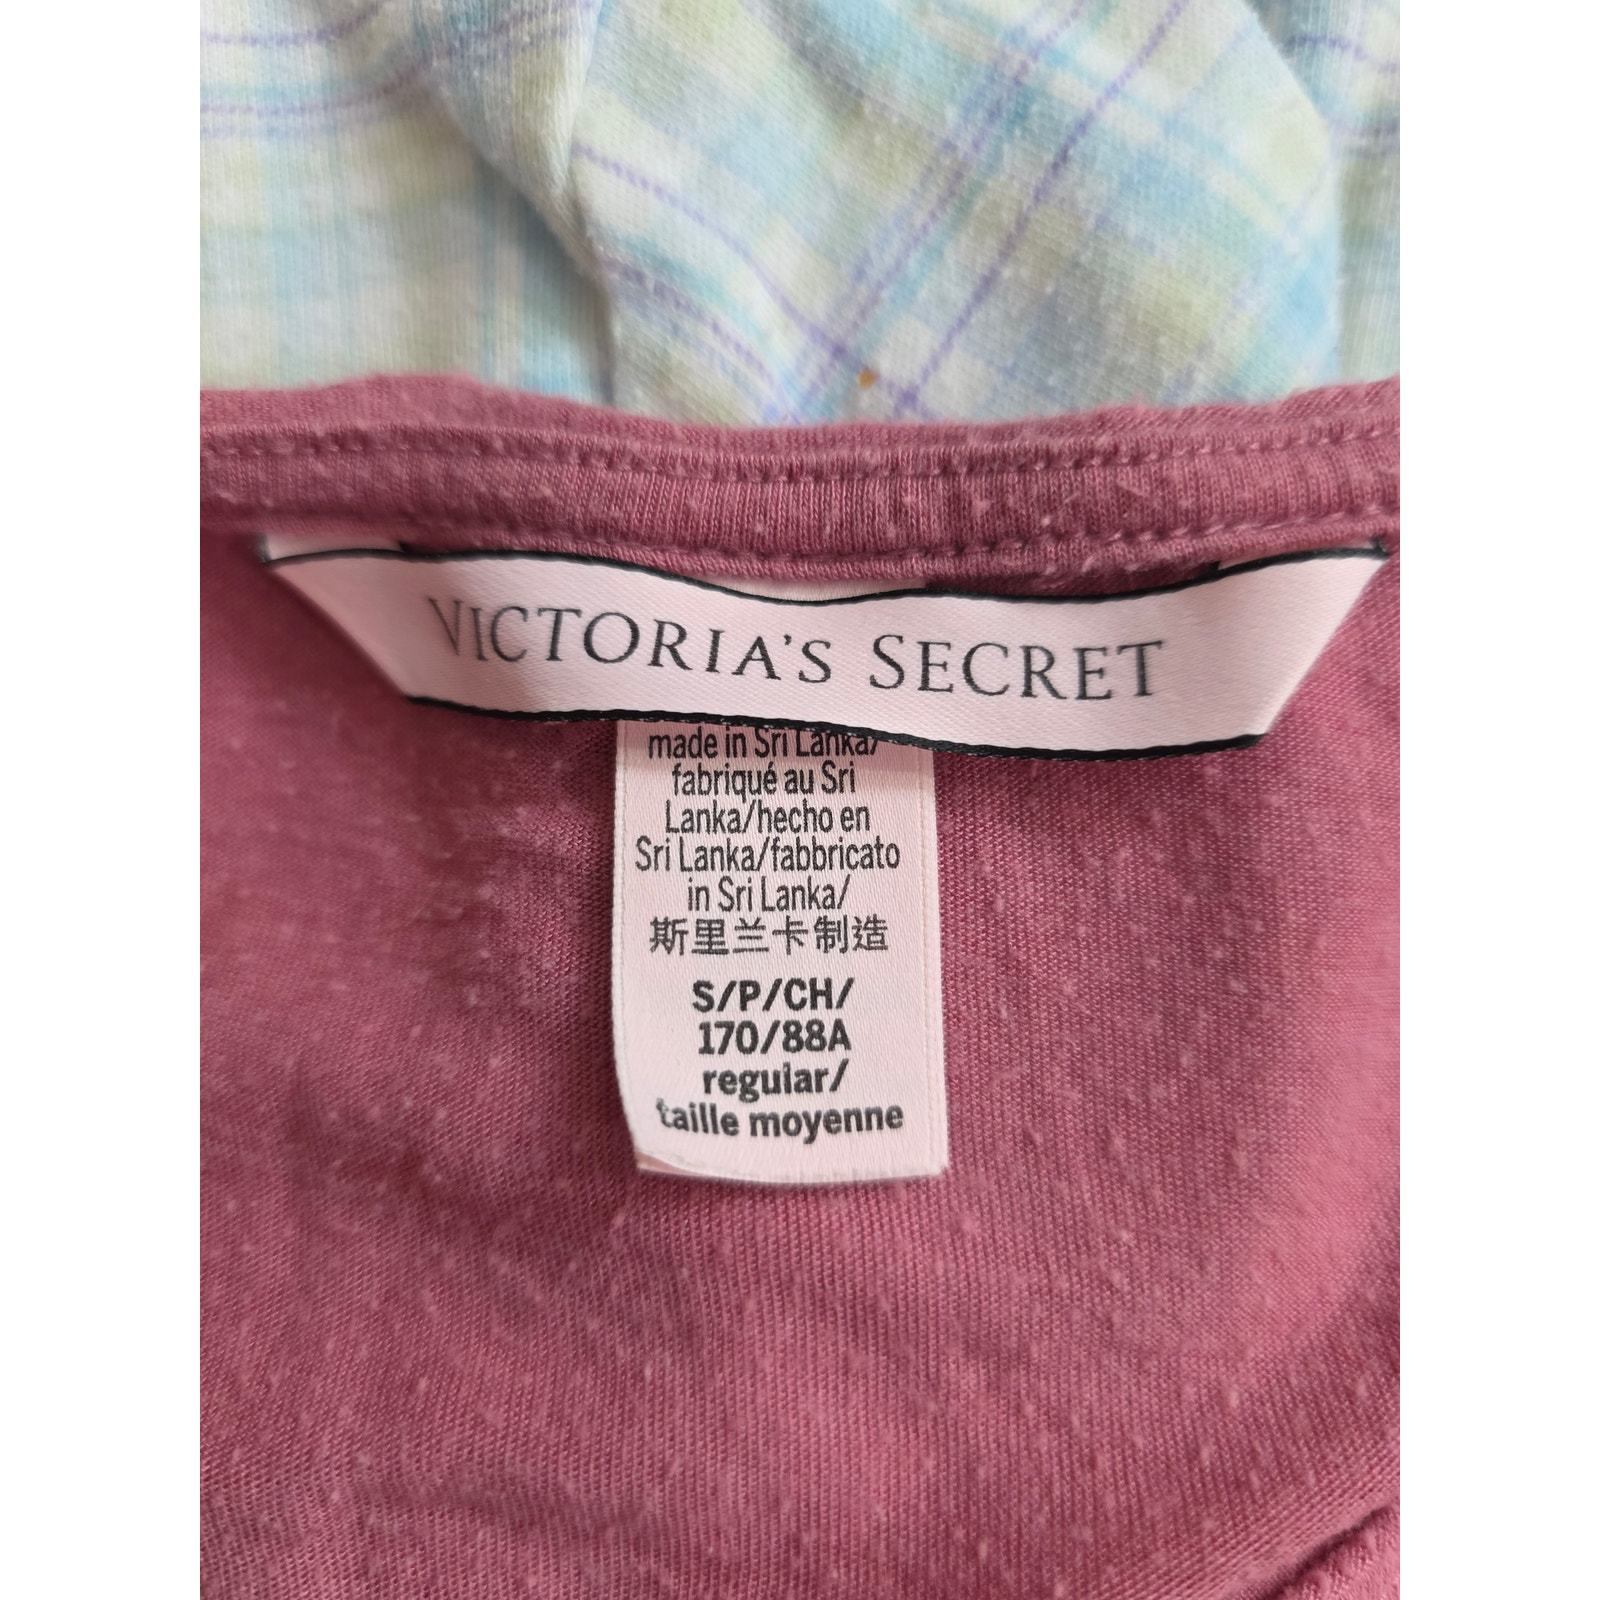 VICTORIA'S SECRET
made in Sri Lanka/
fabriqué au Sri
Lanka/hecho en
Sri Lanka/fabbricato
in Sri Lanka/
斯里兰卡制造
S/P/CH/
170/88A
regular/
taille moyenne